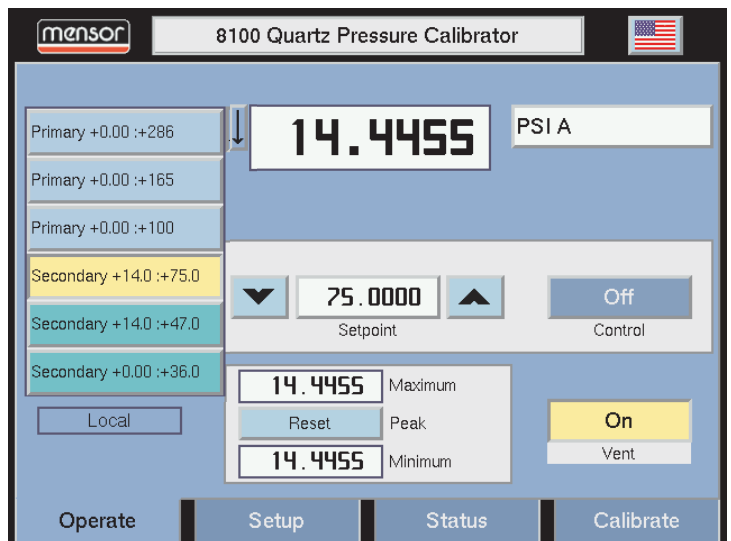 mensor
8100 Quartz Pressure Calibrator
Primary +0.00 :+286
14.4455
PSI A
Primary +0.00 :+165
Primary +0.00 :+100
Secondary +14.0 :+75.0
75.0000
Off
Secondary +14.0 :+47.0
Setpoint
Control
Secondary +0.00 :+36.0
14.4455
Maximum
Local
Reset
Peak
On
14.4455
Minimum
Vent
Operate
Setup
Status
Calibrate